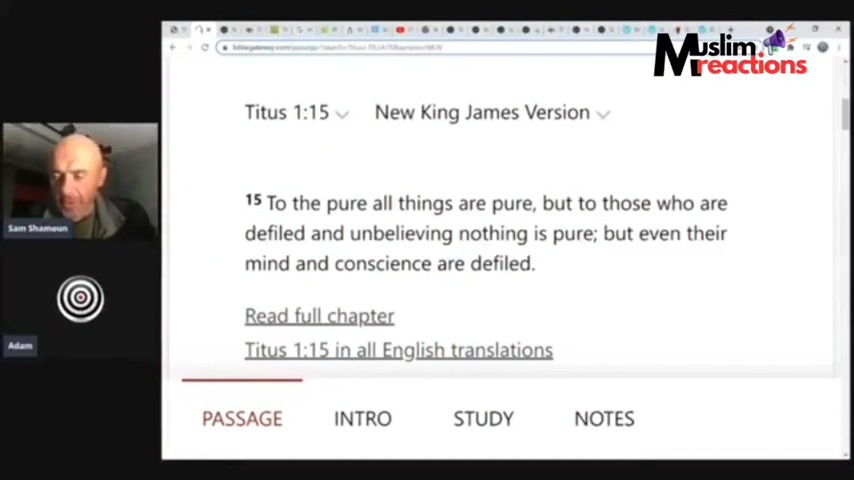 Muslim
reactions
Titus 1:15 New King James Version
15 To the pure all things are pure, but to those who are
defiled and unbelieving nothing is pure; but even their
mind and conscience are defiled.
Read full chapter
Titus 1:15 in all English translations
PASSAGE INTRO STUDY NOTES
Sam Shamoun
Adam